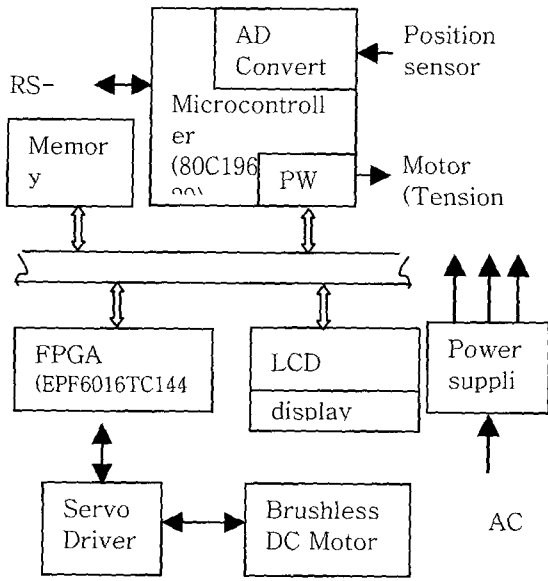 AD
Convert
Position
sensor
RS-
Microcontroll
er
(80C196
Memor
y
PW
Motor
(Tension
FPGA
(EPF6016TC144
LCD
display
Power
suppli
Servo
Driver
Brushless
DC Motor
AC